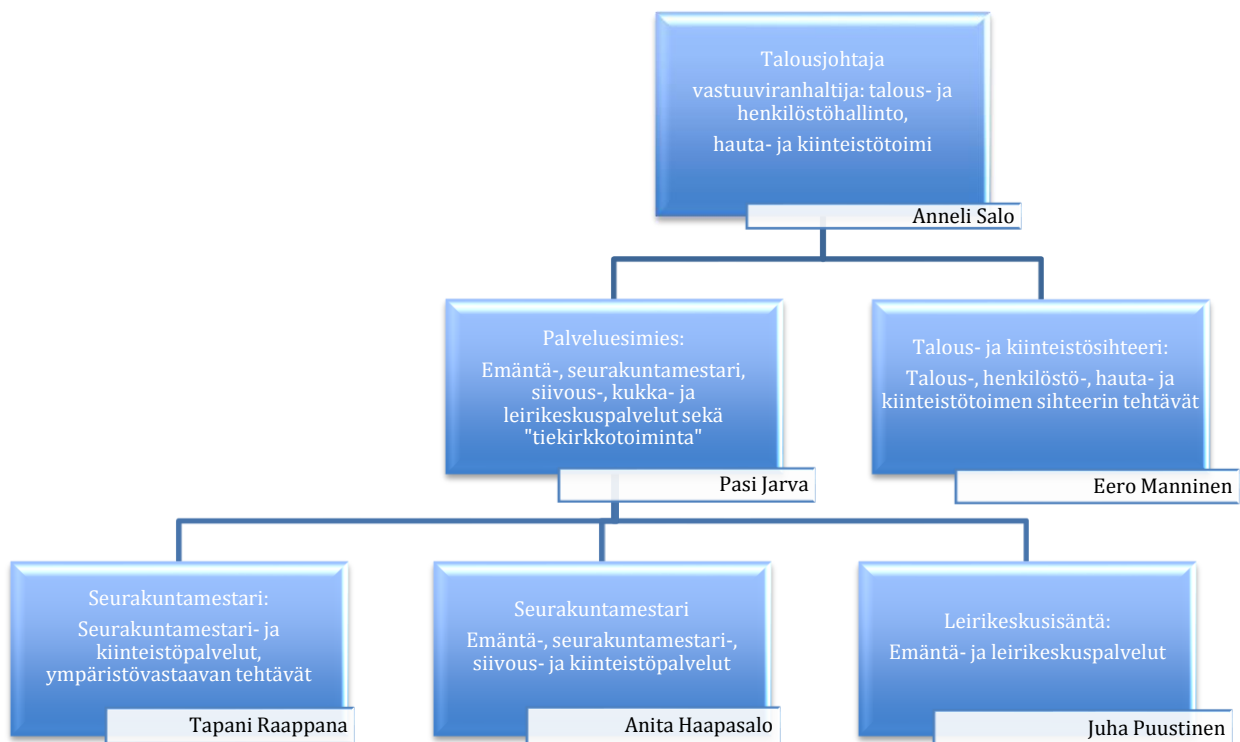 Talousjohtaja
vastuuviranhaltija: talous- ja
henkilöstöhallinto,
hauta- ja kiinteistötoimi
Anneli Salo
Palveluesimies:
Emäntä-, seurakuntamestari,
siivous-, kukka- ja
leirikeskuspalvelut sekä
"tiekirkkotoiminta"
Pasi Jarva
Talous- ja kiinteistösihteeri:
Talous-, henkilöstö-, hauta- ja
kiinteistötoimen sihteerin tehtävät
Eero Manninen
Seurakuntamestari:
Seurakuntamestari- ja
kiinteistöpalvelut,
ympäristövastaavan tehtävät
Tapani Raappana
Seurakuntamestari
Emäntä-, seurakuntamestari-,
siivous- ja kiinteistöpalvelut
Anita Haapasalo
Leirikeskusisäntä:
Emäntä- ja leirikeskuspalvelut
Juha Puustinen